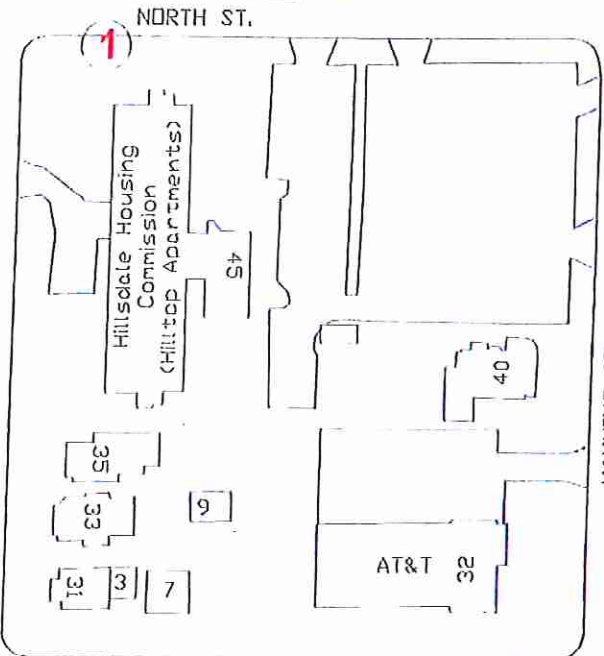 NORTH ST.
1
Hillsdale Housing
Commission
(Hilltop Apartments)
45
40
35
33
9
31
3
7
AT&T
32